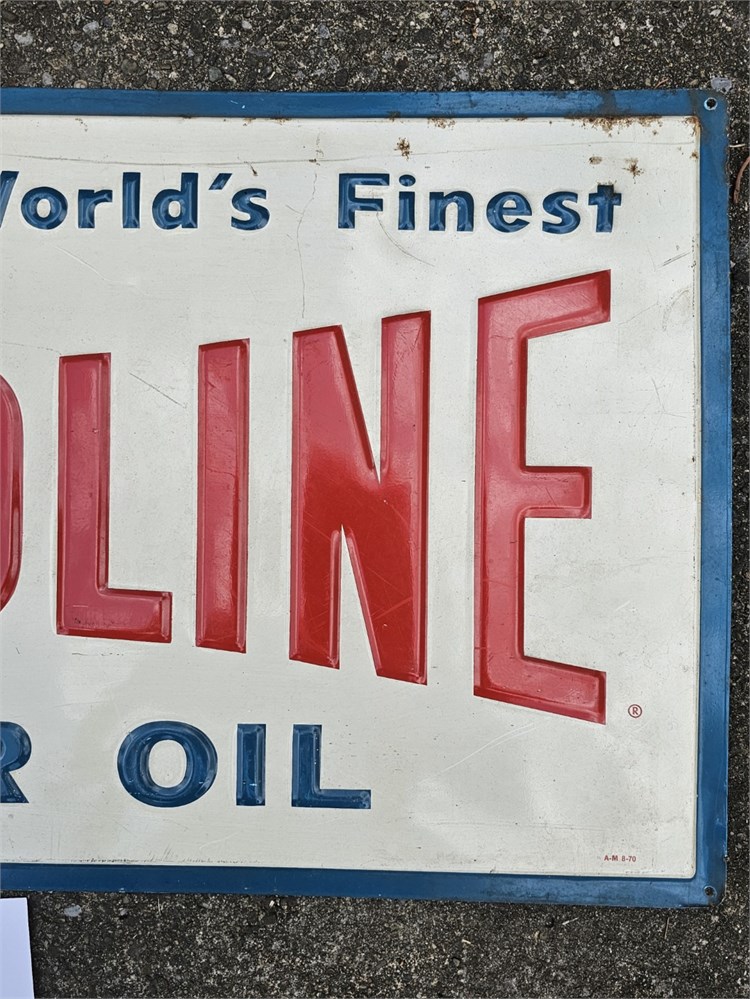 World's Finest
OLINE
R OIL
®
A-M 8-70